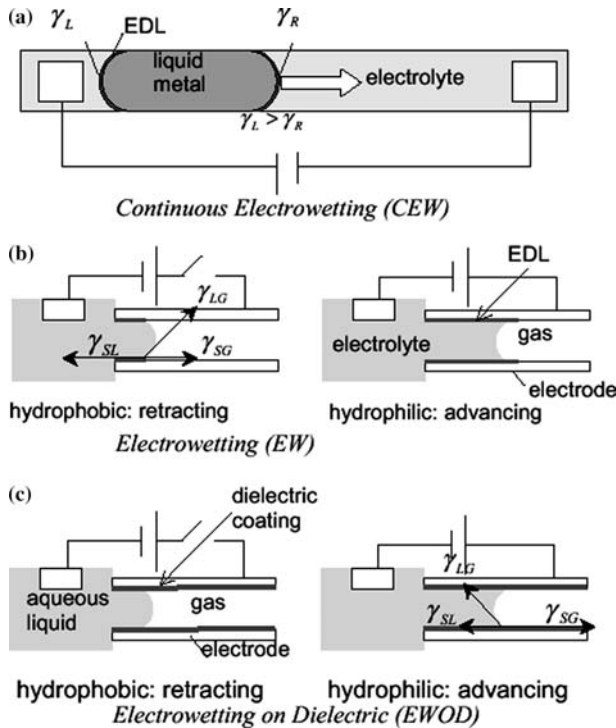 (a)
γL
EDL
γR
liquid
metal
electrolyte
γL > γR
Continuous Electrowetting (CEW)
(b)
γLG
EDL
γSL
γSG
electrolyte
gas
electrode
hydrophobic: retracting
hydrophilic: advancing
Electrowetting (EW)
(c)
dielectric
coating
γLG
aqueous
liquid
gas
γSL
γSG
electrode
hydrophobic: retracting
hydrophilic: advancing
Electrowetting on Dielectric (EWOD)